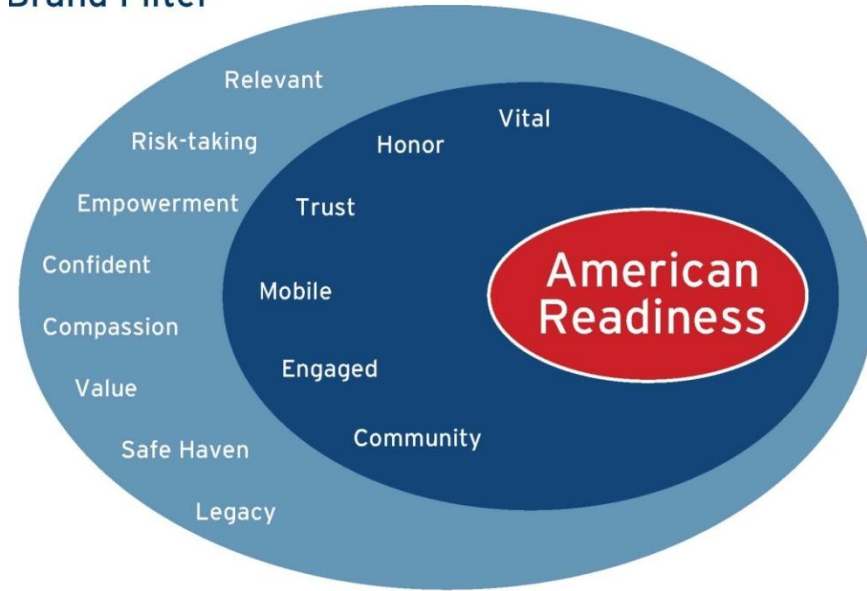 Brand Filter
Relevant
Vital
Risk-taking
Honor
Empowerment
Trust
Confident
American
Readiness
Mobile
Compassion
Engaged
Value
Community
Safe Haven
Legacy